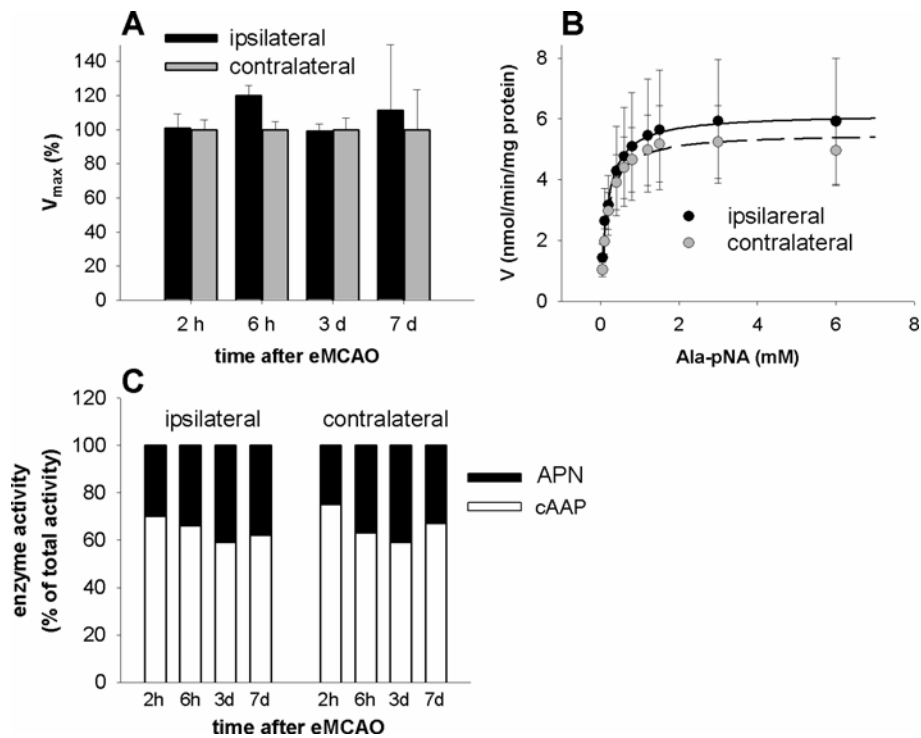 A
ipsilateral
contralateral
V max (%)
140
120
100
80
60
40
20
0
2 h 6 h 3 d 7 d
time after eMCAO
B
V (nmol/min/mg protein)
8
6
4
2
0
ipsilareral
contralateral
0 2 4 6 8
Ala-pNA (mM)
C
enzyme activity
(% of total activity)
120
100
80
60
40
20
0
ipsilateral contralateral
APN
cAAP
2h 6h 3d 7d 2h 6h 3d 7d
time after eMCAO